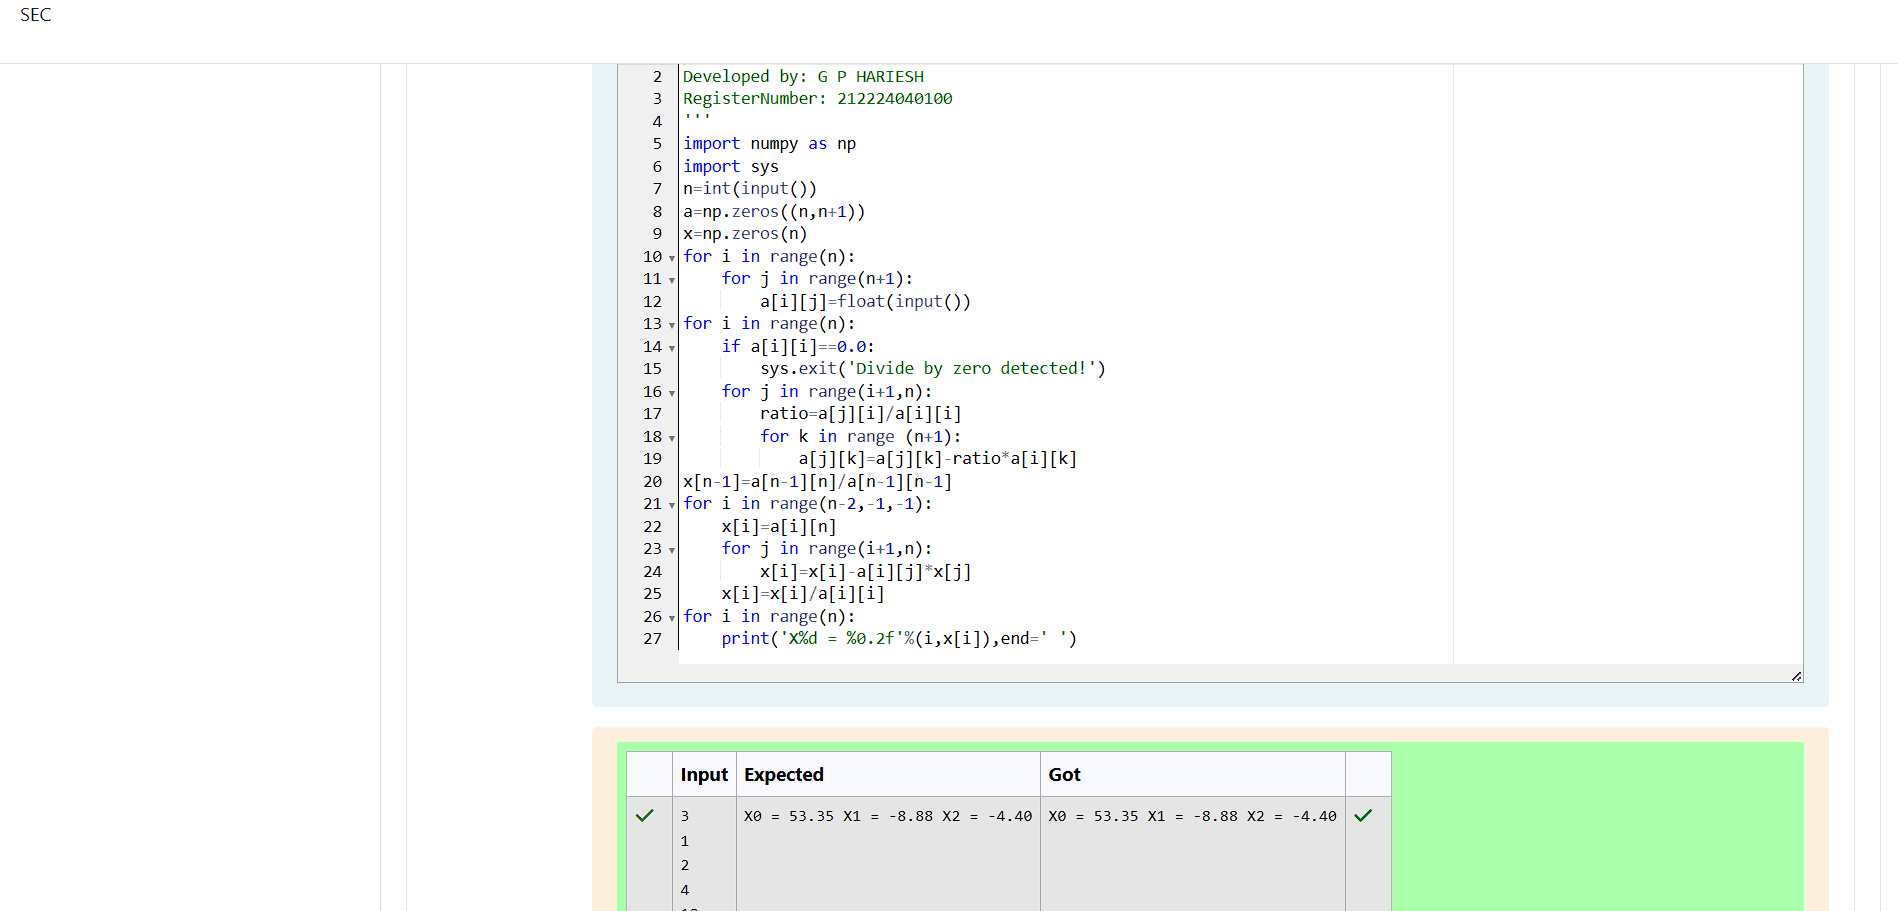 SEC
2 Developed by: G P HARIESH
3 RegisterNumber: 212224040100
4 '''
5 import numpy as np
6 import sys
7 n=int(input())
8 a=np.zeros((n,n+1))
9 x=np.zeros(n)
10 for i in range(n):
11     for j in range(n+1):
12         a[i][j]=float(input())
13 for i in range(n):
14     if a[i][i]==0.0:
15         sys.exit('Divide by zero detected!')
16     for j in range(i+1,n):
17         ratio=a[j][i]/a[i][i]
18         for k in range (n+1):
19             a[j][k]=a[j][k]-ratio*a[i][k]
20 x[n-1]=a[n-1][n]/a[n-1][n-1]
21 for i in range(n-2,-1,-1):
22     x[i]=a[i][n]
23     for j in range(i+1,n):
24         x[i]=x[i]-a[i][j]*x[j]
25     x[i]=x[i]/a[i][i]
26 for i in range(n):
27     print('X%d = %0.2f'%(i,x[i]),end=' ')
Input Expected Got
3 X0 = 53.35 X1 = -8.88 X2 = -4.40 X0 = 53.35 X1 = -8.88 X2 = -4.40
1
2
4